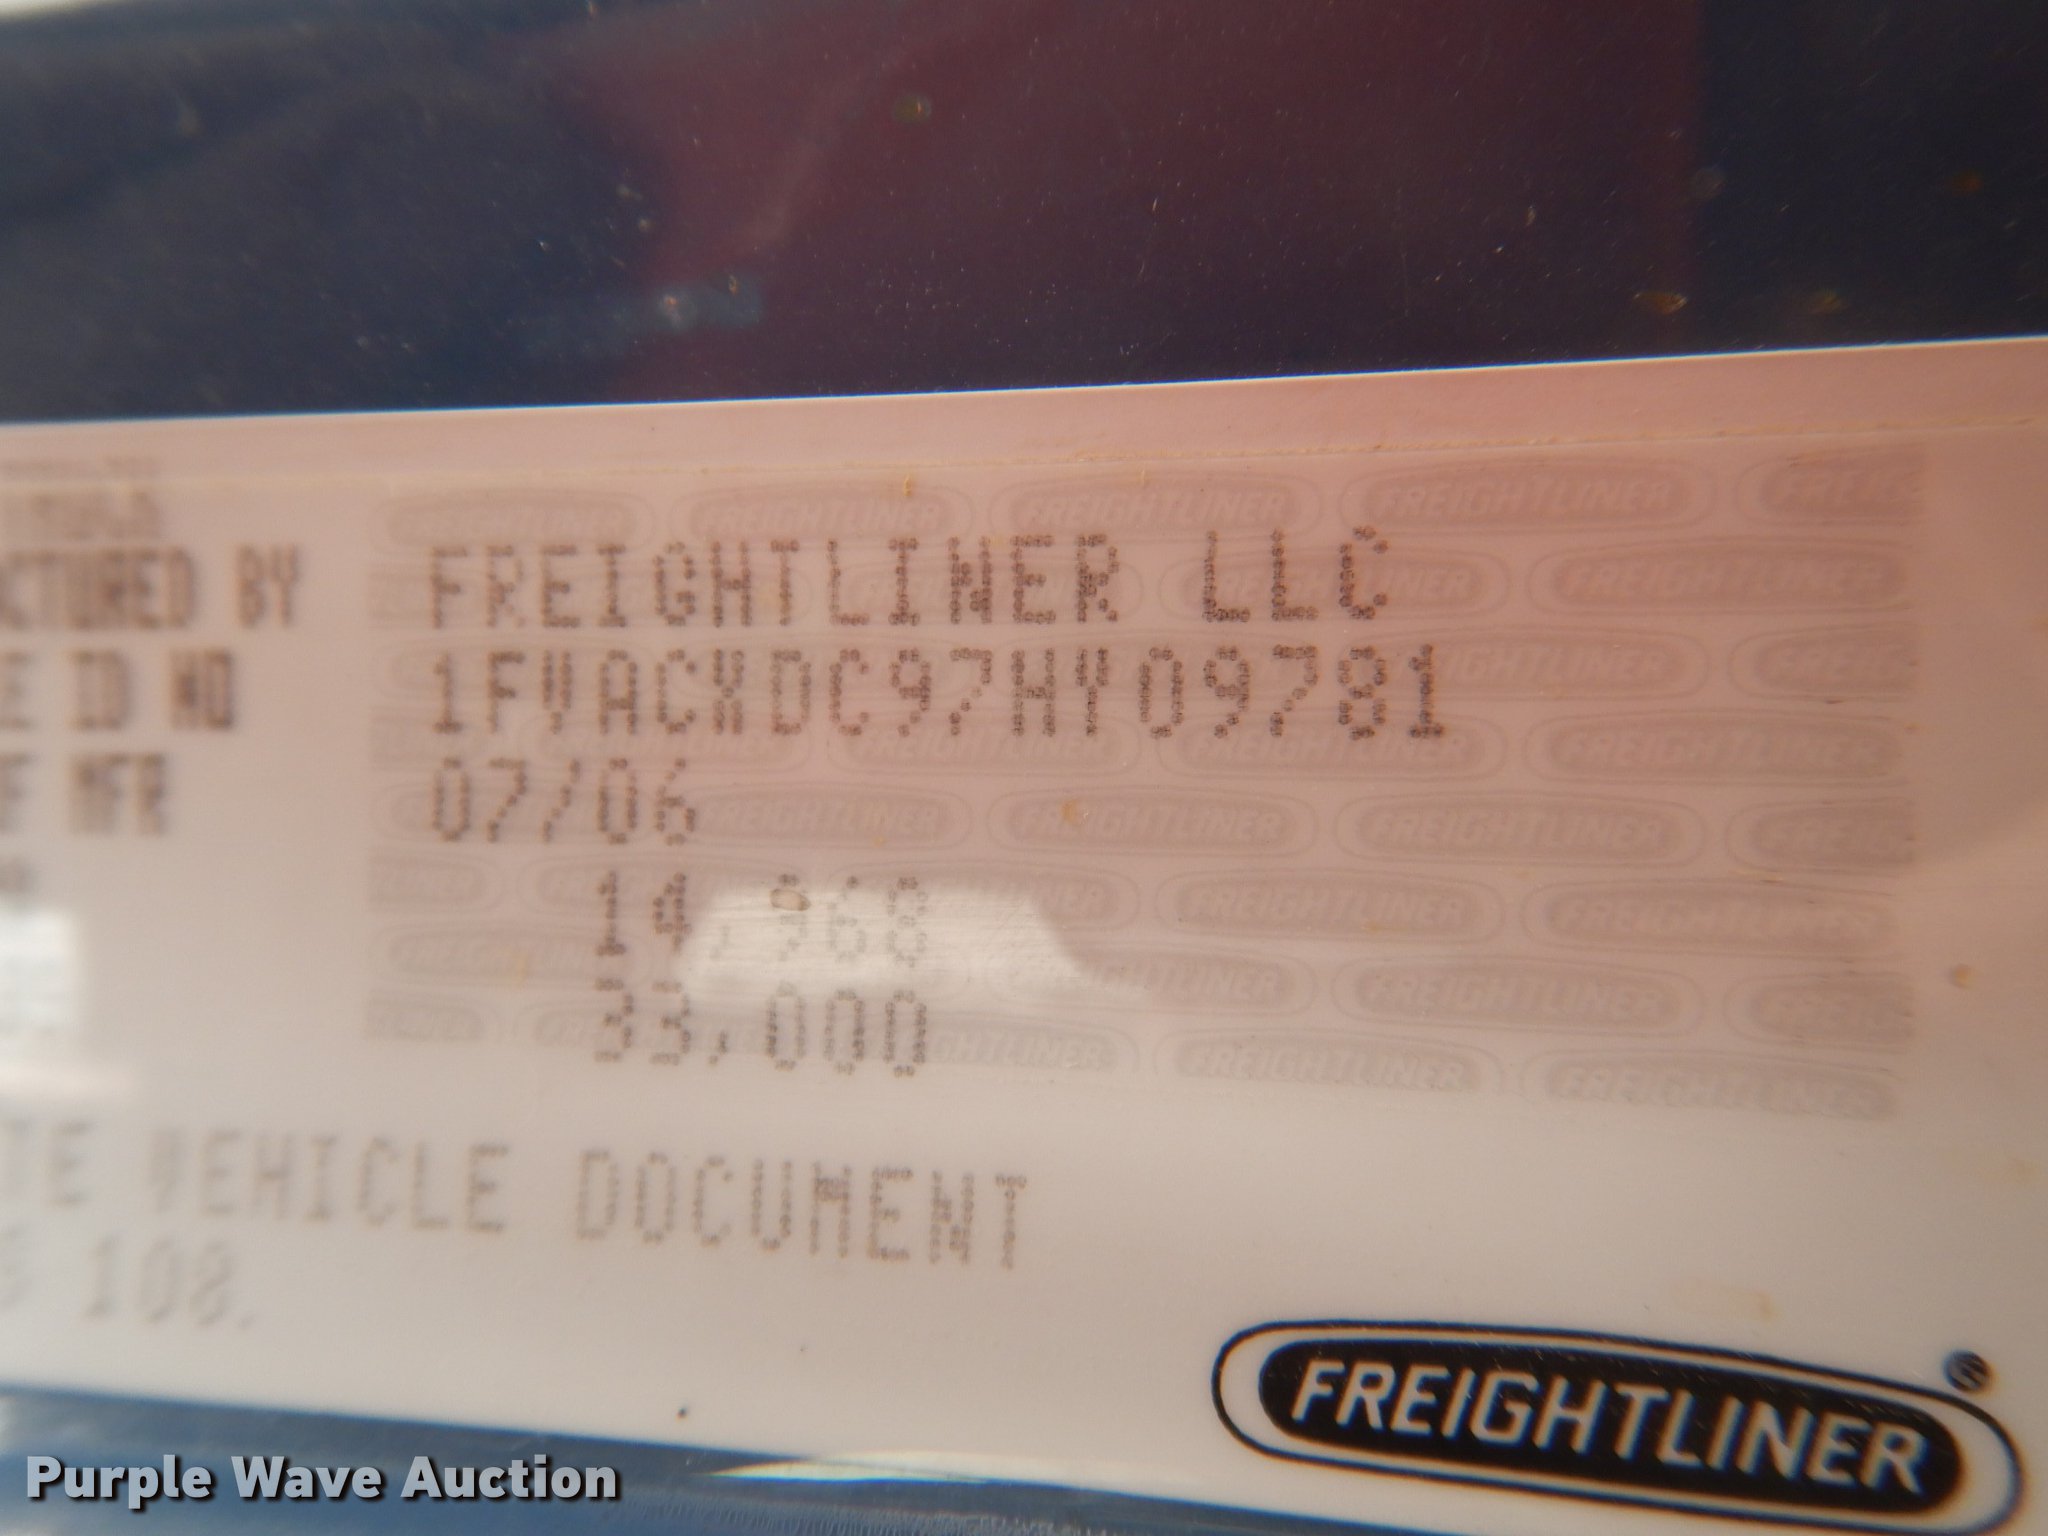 CTURED BY FREIGHTLINER LLC
E ID NO 1FVACXDC97HY09781
E MFR 07/06
33,000
TE VEHICLE DOCUMENT
108.
FREIGHTLINER
Purple Wave Auction